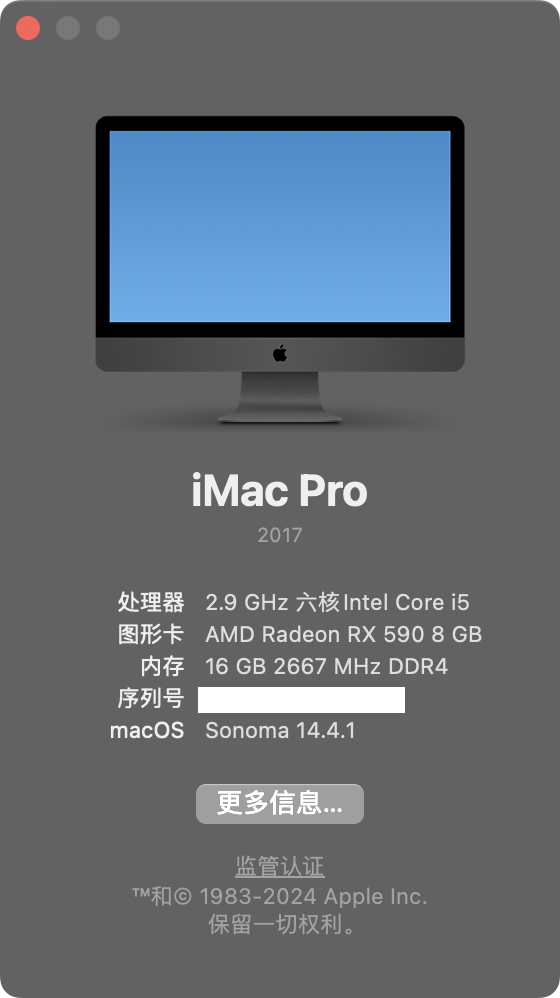 iMac Pro
2017
处理器 2.9 GHz 六核Intel Core i5
图形卡 AMD Radeon RX 590 8 GB
内存 16 GB 2667 MHz DDR4
序列号
macOS Sonoma 14.4.1
更多信息...
监管认证
™和© 1983-2024 Apple Inc.
保留一切权利。